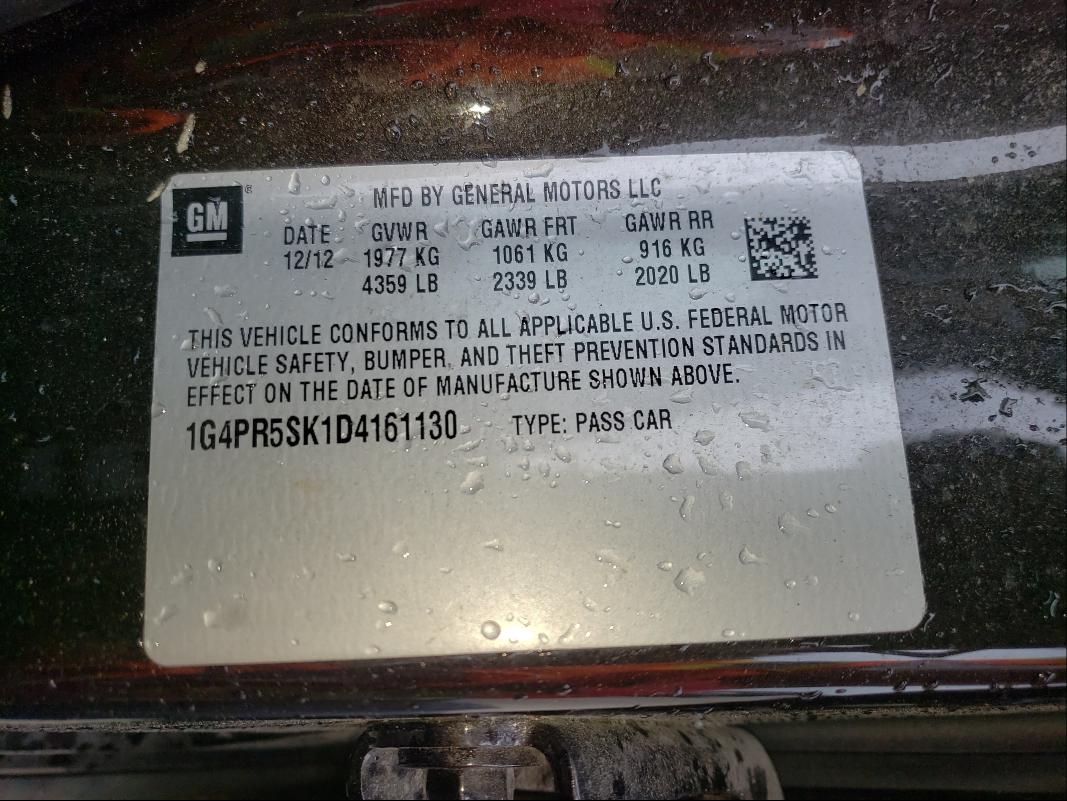 GM ®
MFD BY GENERAL MOTORS LLC
DATE GVWR GAWR FRT GAWR RR
12/12 1977 KG 1061 KG 916 KG
4359 LB 2339 LB 2020 LB
THIS VEHICLE CONFORMS TO ALL APPLICABLE U.S. FEDERAL MOTOR
VEHICLE SAFETY, BUMPER, AND THEFT PREVENTION STANDARDS IN
EFFECT ON THE DATE OF MANUFACTURE SHOWN ABOVE.
1G4PR5SK1D4161130 TYPE: PASS CAR